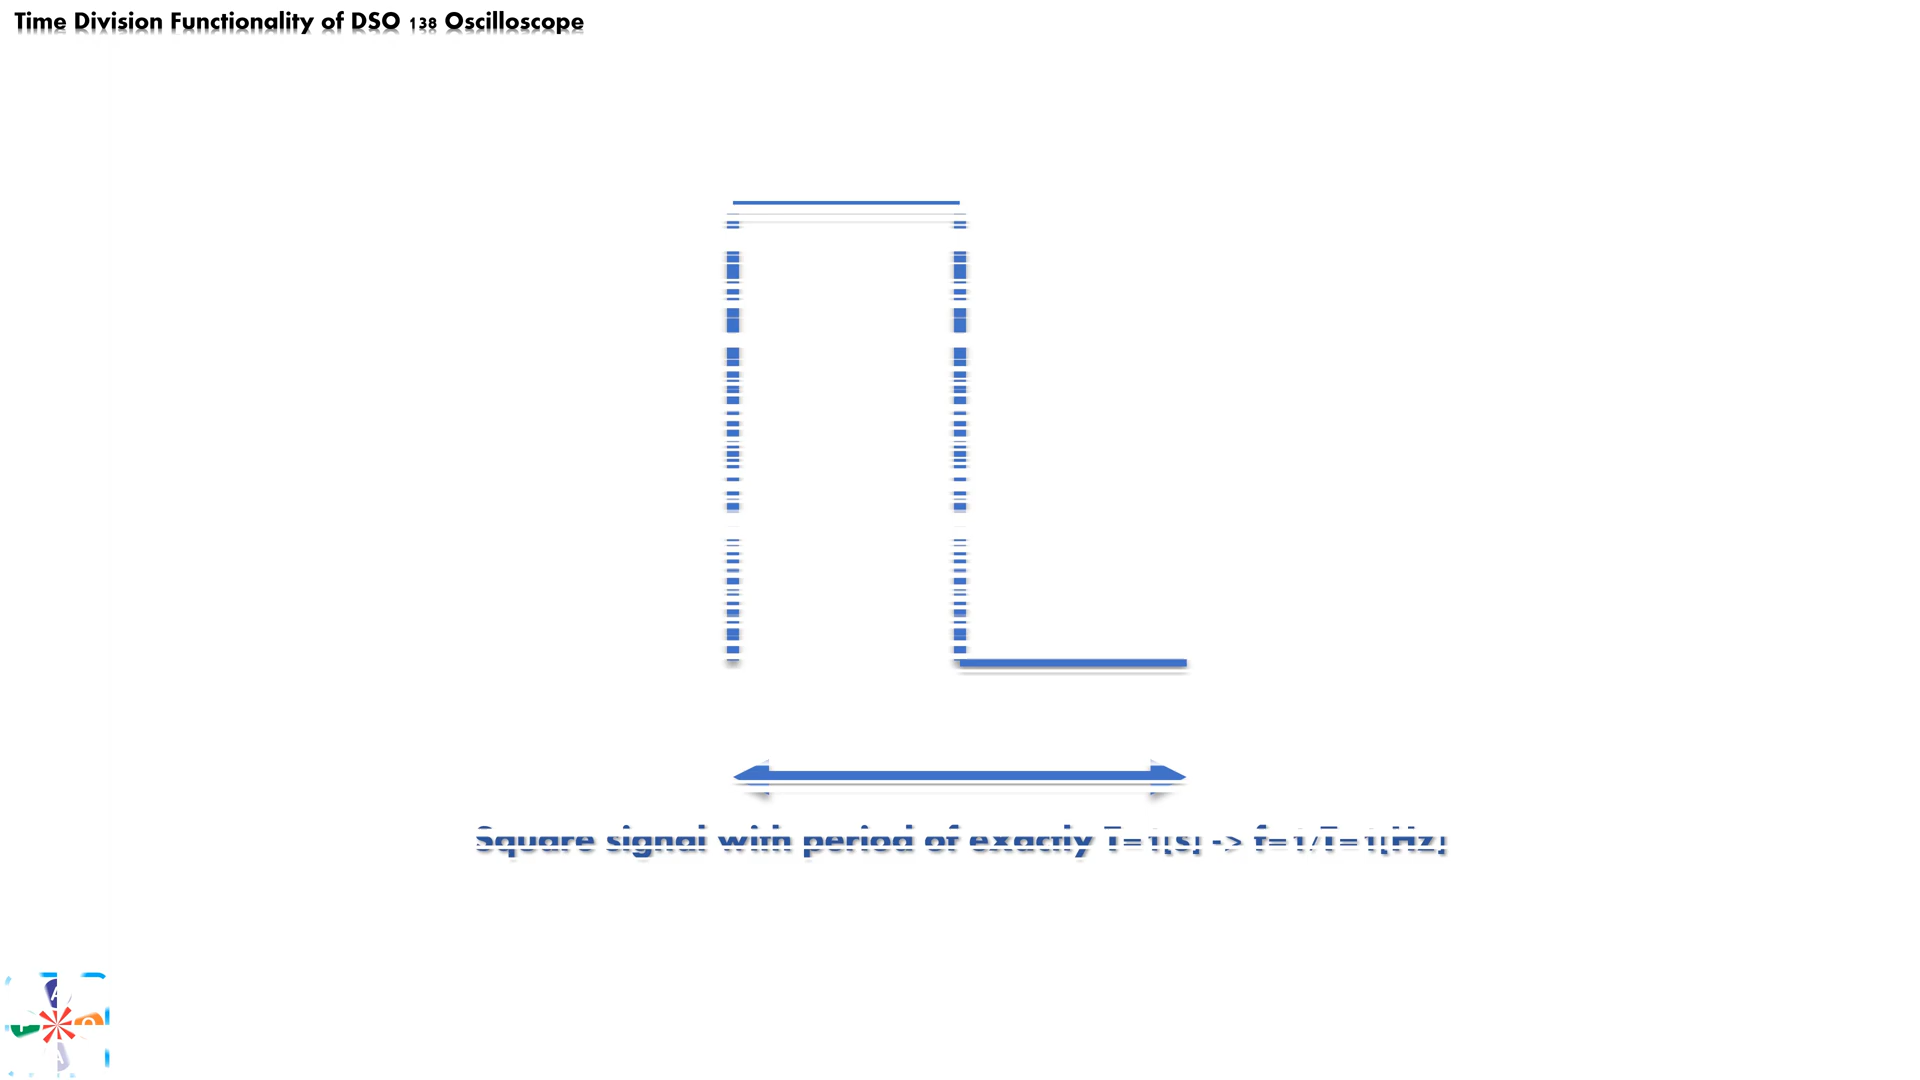 Time Division Functionality of DSO 138 Oscilloscope
Square signal with period of exactly T=1[s] -> f=1/T=1[Hz]